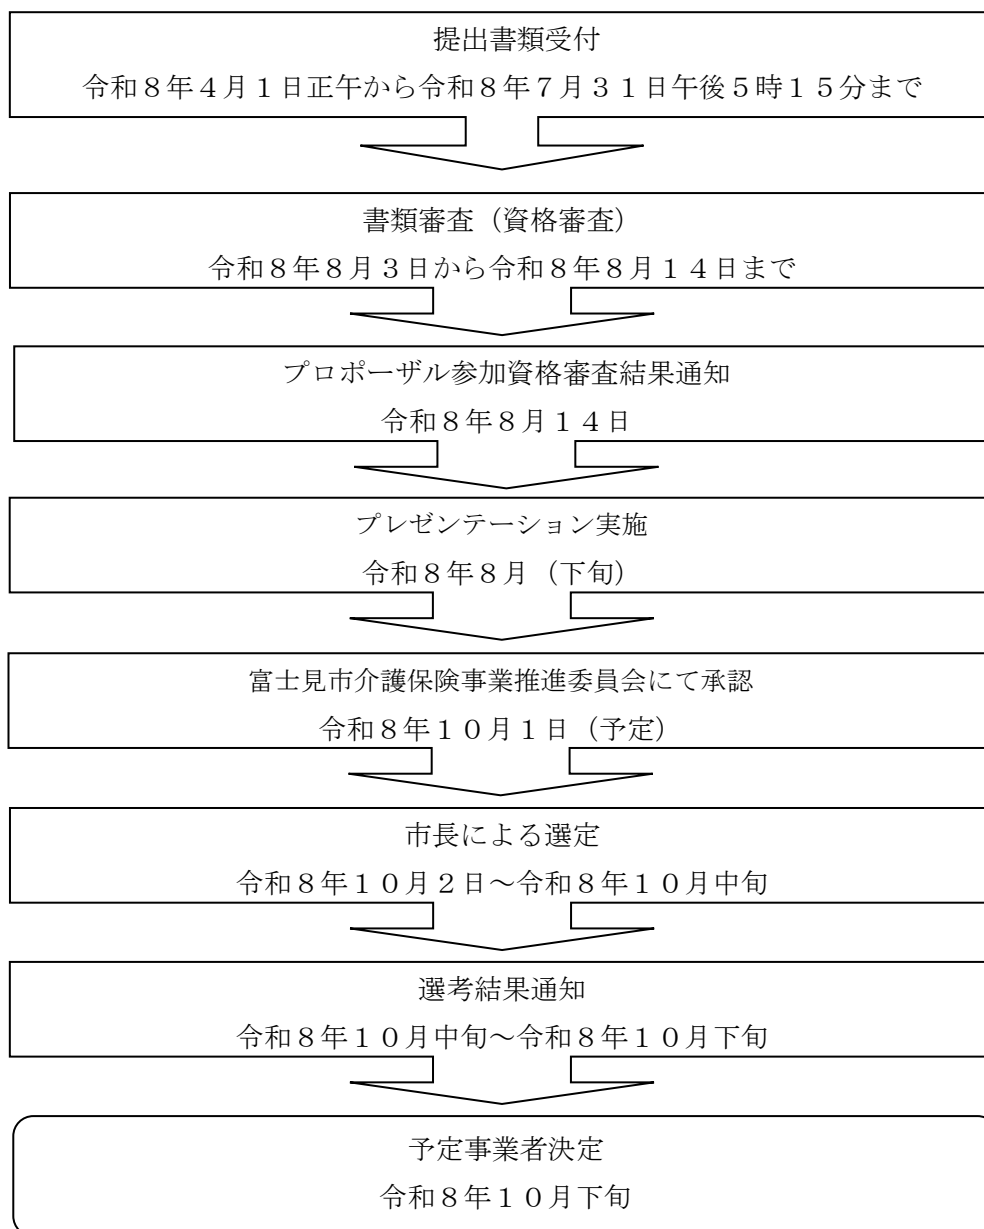 提出書類受付
令和８年４月１日正午から令和８年７月３１日午後５時１５分まで
書類審査（資格審査）
令和８年８月３日から令和８年８月１４日まで
プロポーザル参加資格審査結果通知
令和８年８月１４日
プレゼンテーション実施
令和８年８月（下旬）
富士見市介護保険事業推進委員会にて承認
令和８年１０月１日（予定）
市長による選定
令和８年１０月２日～令和８年１０月中旬
選考結果通知
令和８年１０月中旬～令和８年１０月下旬
予定事業者決定
令和８年１０月下旬